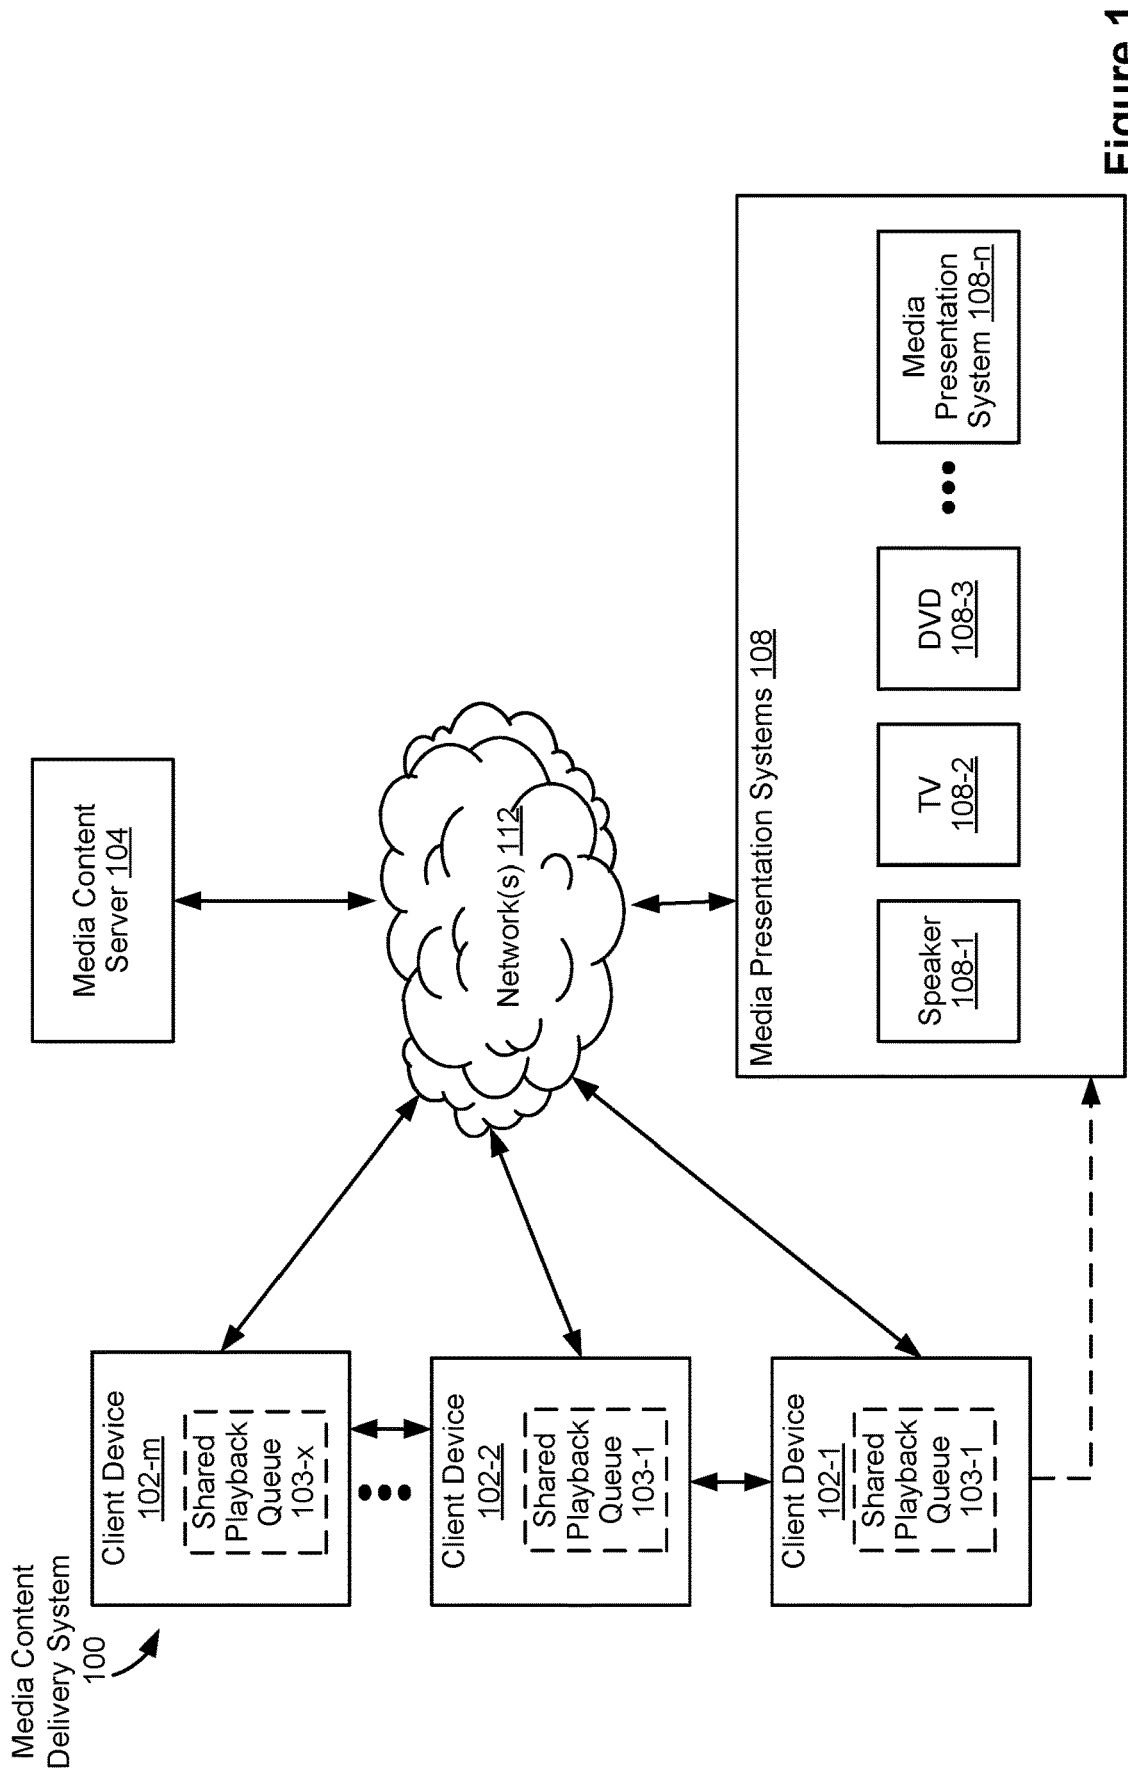 Media Content
Delivery System
100
Client Device
102-m
Shared
Playback
Queue
103-x
Client Device
102-2
Shared
Playback
Queue
103-1
Client Device
102-1
Shared
Playback
Queue
103-1
Media Content
Server 104
Network(s) 112
Media Presentation Systems 108
Speaker
108-1
TV
108-2
DVD
108-3
Media
Presentation
System 108-n
Figure 1